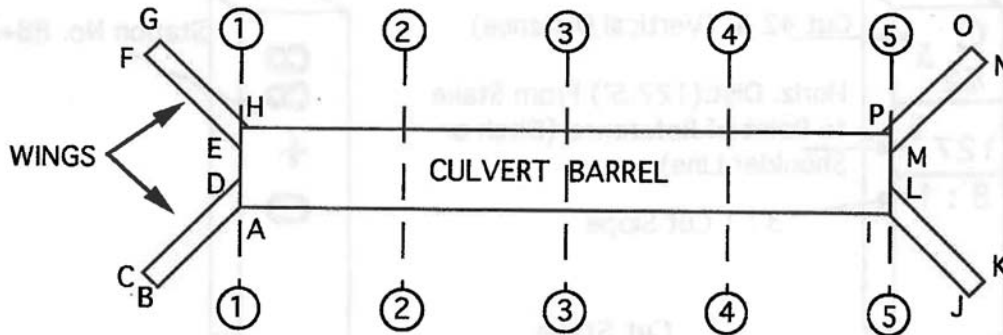 G 1 2 3 4 5 O
F N
H P
WINGS E M
D CULVERT BARREL L
A I
C K
B 1 2 3 4 5 J